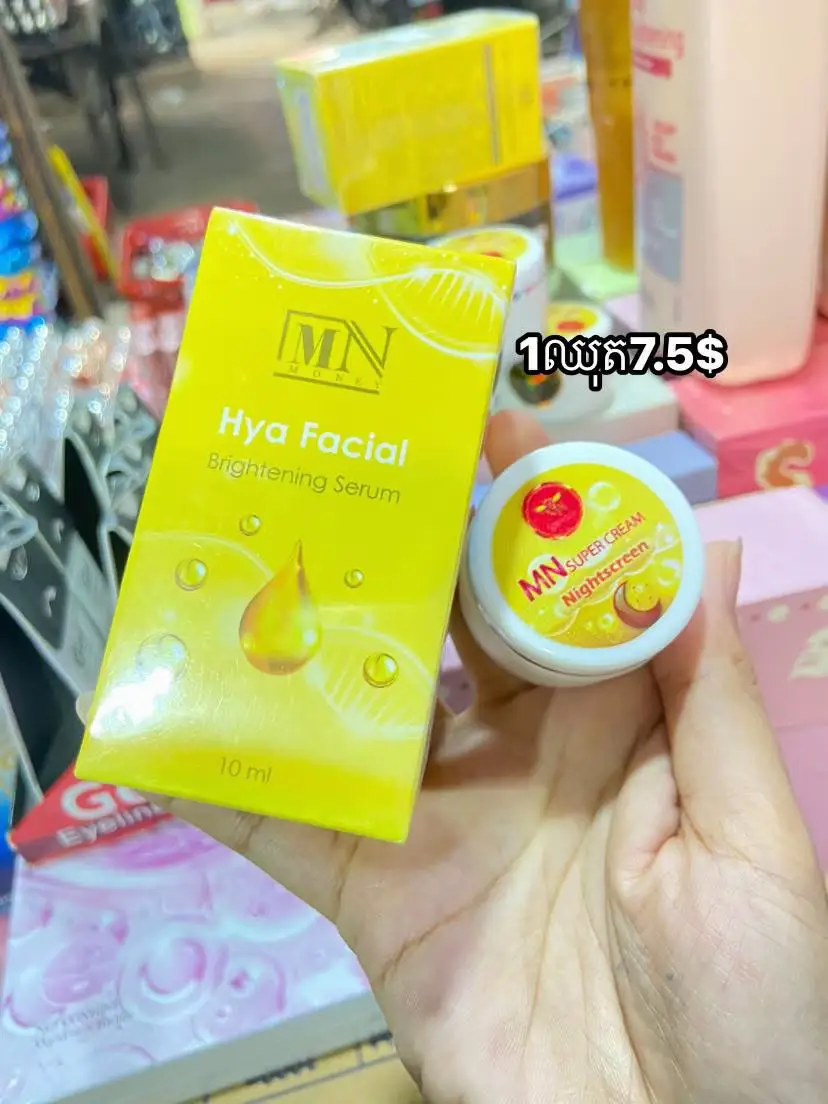 MN
MONEY
Hya Facial
Brightening Serum
10 ml
1ឈុត7.5$
MN SUPER CREAM
Nightscreen